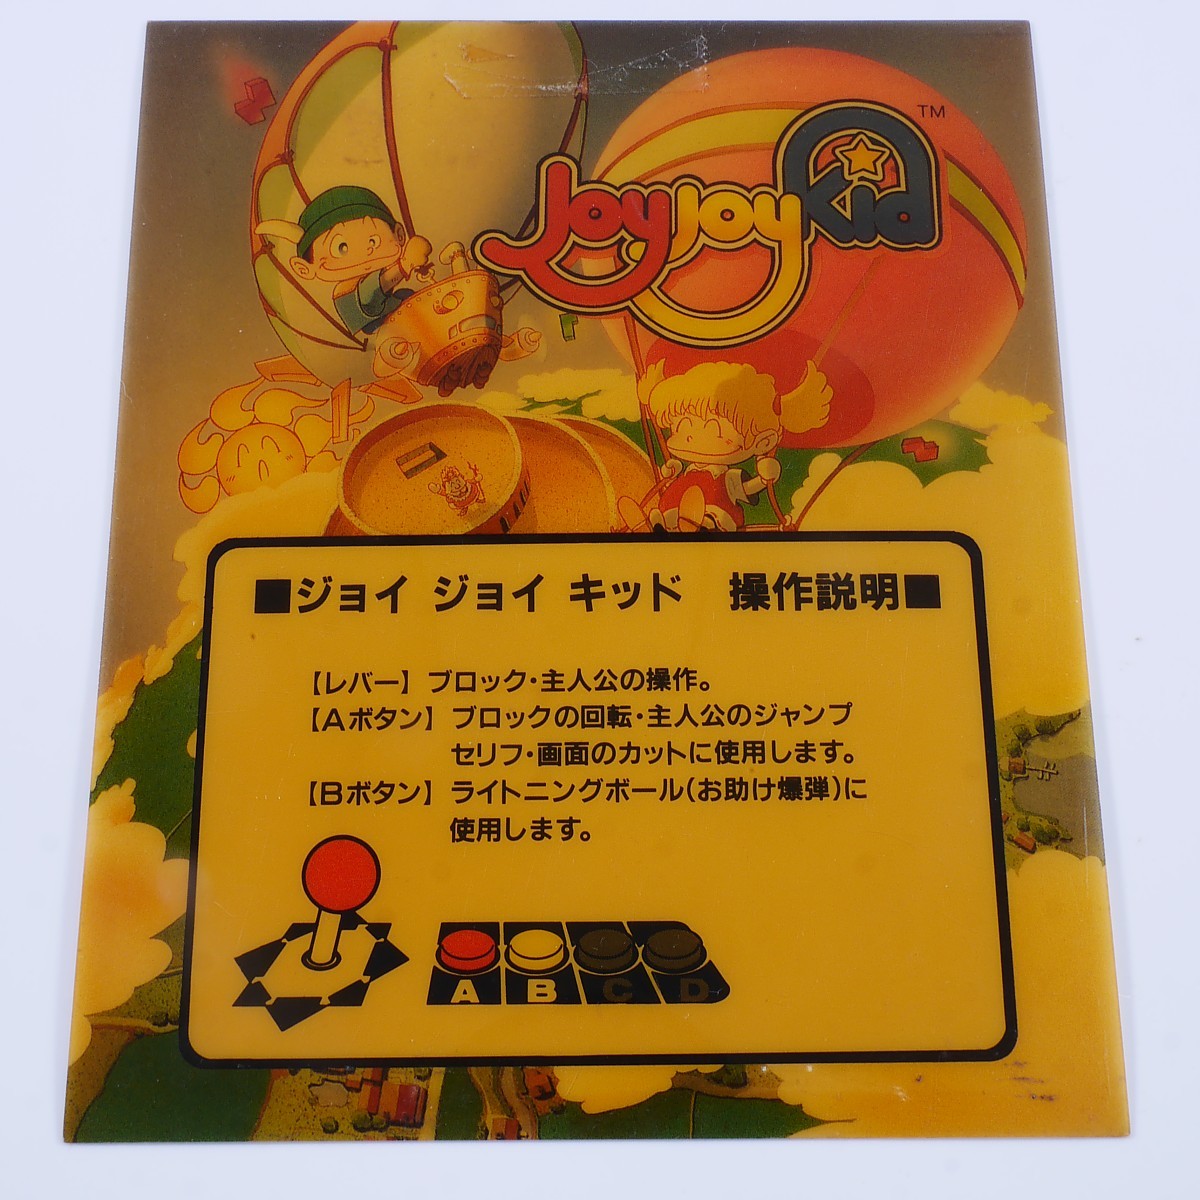 JoyJoyKid TM
■ジョイ ジョイ キッド 操作説明■
【レバー】ブロック・主人公の操作。
【Aボタン】ブロックの回転・主人公のジャンプ
セリフ・画面のカットに使用します。
【Bボタン】ライトニングボール(お助け爆弾)に
使用します。
A B C D